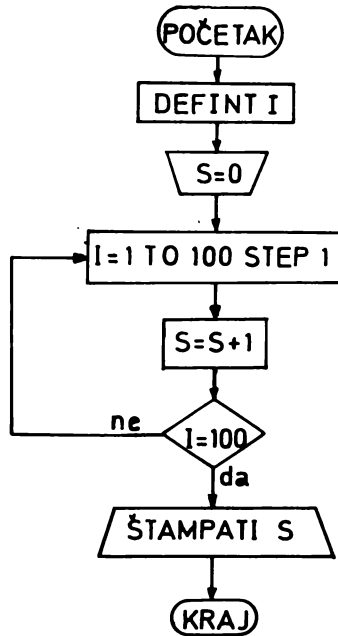 POČETAK
DEFINT I
S=0
I=1 TO 100 STEP 1
S=S+1
I=100
ne
da
ŠTAMPATI S
KRAJ